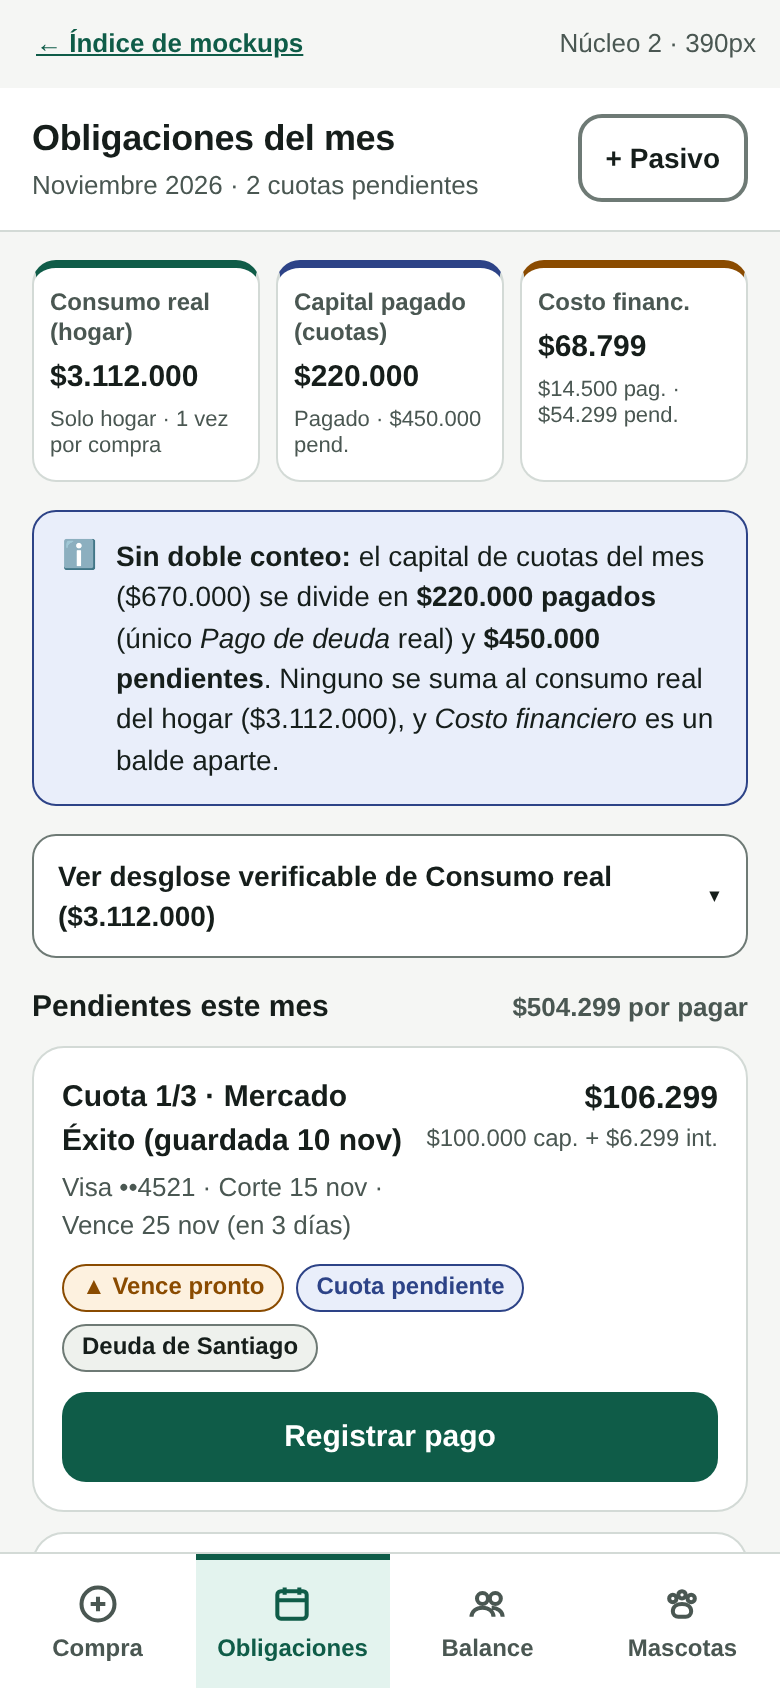 ← Índice de mockups
Núcleo 2 · 390px
Obligaciones del mes
Noviembre 2026 · 2 cuotas pendientes
+ Pasivo
Consumo real
(hogar)
$3.112.000
Solo hogar · 1 vez
por compra
Capital pagado
(cuotas)
$220.000
Pagado · $450.000
pend.
Costo financ.
$68.799
$14.500 pag. ·
$54.299 pend.
Sin doble conteo: el capital de cuotas del mes
($670.000) se divide en $220.000 pagados
(único Pago de deuda real) y $450.000
pendientes. Ninguno se suma al consumo real
del hogar ($3.112.000), y Costo financiero es un
balde aparte.
Ver desglose verificable de Consumo real
($3.112.000)
Pendientes este mes
$504.299 por pagar
Cuota 1/3 · Mercado
Éxito (guardada 10 nov)
$106.299
$100.000 cap. + $6.299 int.
Visa ••4521 · Corte 15 nov ·
Vence 25 nov (en 3 días)
▲ Vence pronto
Cuota pendiente
Deuda de Santiago
Registrar pago
Compra
Obligaciones
Balance
Mascotas